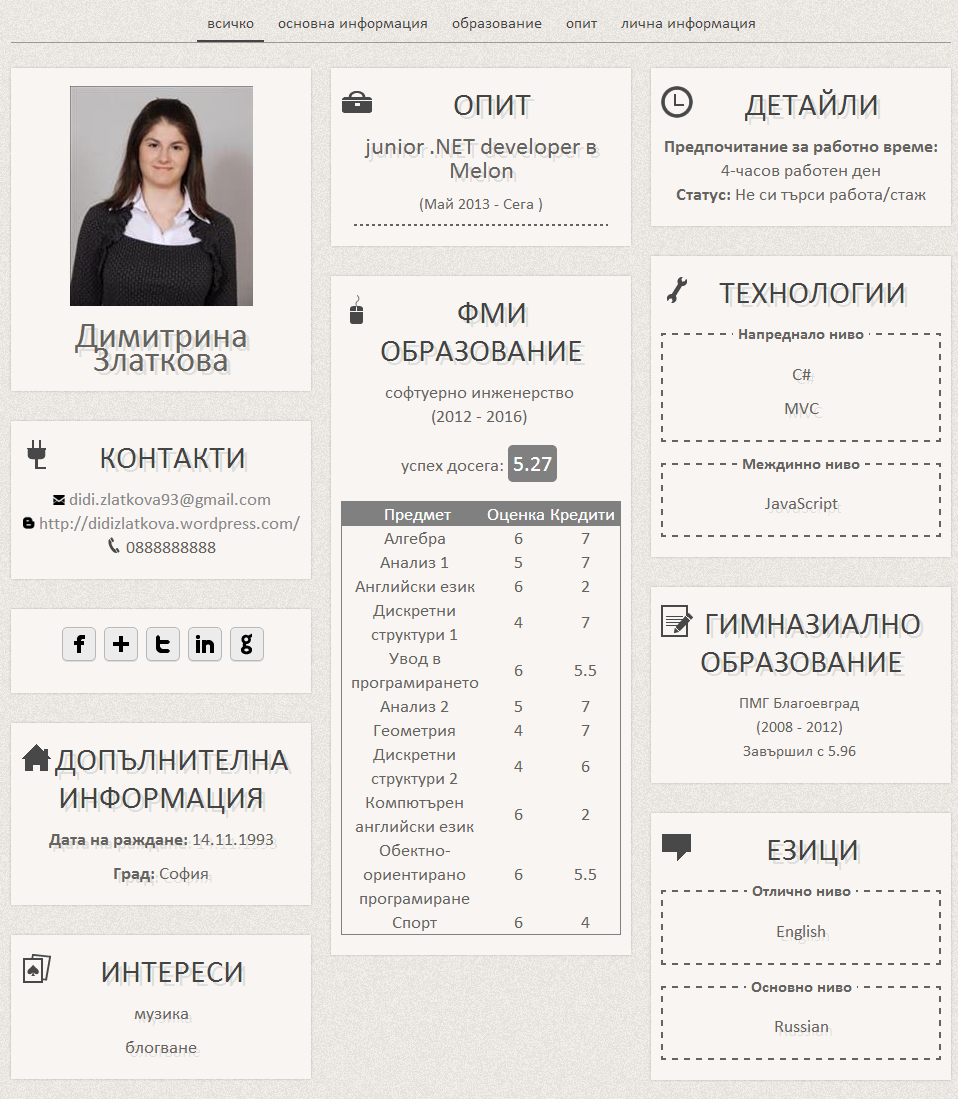 всичко основна информация образование опит лична информация
Димитрина
Златкова
КОНТАКТИ
didi.zlatkova93@gmail.com
http://didizlatkova.wordpress.com/
0888888888
ДОПЪЛНИТЕЛНА
ИНФОРМАЦИЯ
Дата на раждане: 14.11.1993
Град: София
ИНТЕРЕСИ
музика
блогване
ОПИТ
junior .NET developer в
Melon
(Май 2013 - Сега )
ФМИ
ОБРАЗОВАНИЕ
софтуерно инженерство
(2012 - 2016)
успех досега: 5.27
Предмет Оценка Кредити
Алгебра 6 7
Анализ 1 5 7
Английски език 6 2
Дискретни
структури 1 4 7
Увод в
програмирането 6 5.5
Анализ 2 5 7
Геометрия 4 7
Дискретни
структури 2 4 6
Компютърен
английски език 6 2
Обектно-
ориентирано 6 5.5
програмиране
Спорт 6 4
ДЕТАЙЛИ
Предпочитание за работно време:
4-часов работен ден
Статус: Не си търси работа/стаж
ТЕХНОЛОГИИ
Напреднало ниво
C#
MVC
Междинно ниво
JavaScript
ГИМНАЗИАЛНО
ОБРАЗОВАНИЕ
ПМГ Благоевград
(2008 - 2012)
Завършил с 5.96
ЕЗИЦИ
Отлично ниво
English
Основно ниво
Russian